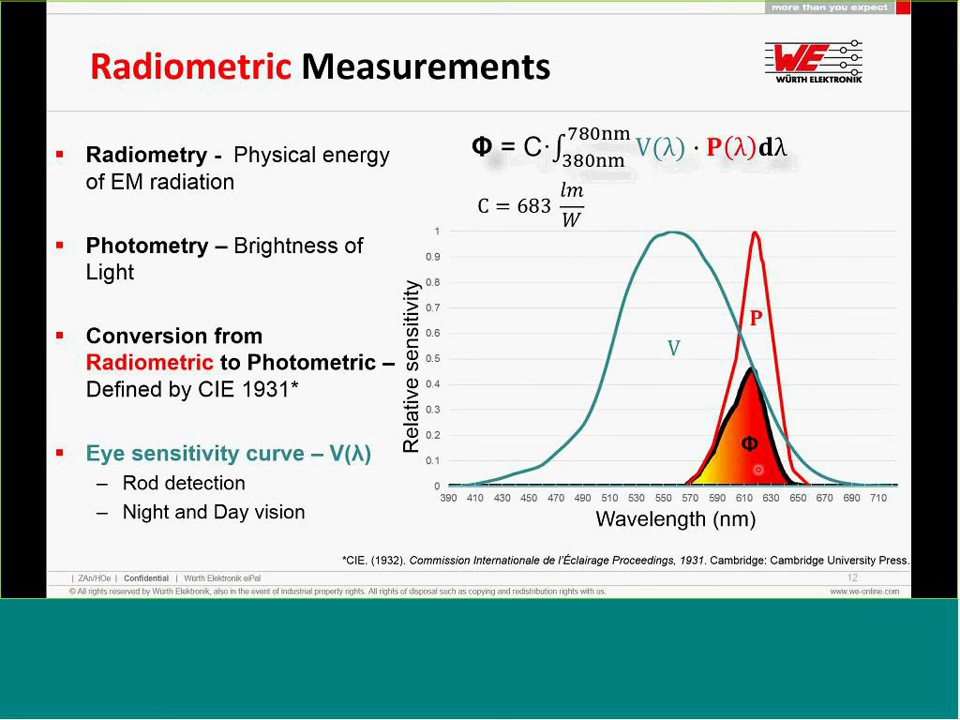 more than you expect
Radiometric Measurements
WE
WÜRTH ELEKTRONIK
▪ Radiometry - Physical energy
of EM radiation
▪ Photometry – Brightness of
Light
▪ Conversion from
Radiometric to Photometric –
Defined by CIE 1931*
▪ Eye sensitivity curve – V(λ)
– Rod detection
– Night and Day vision
Φ = C·∫380nm780nm V(λ) · P(λ)dλ
C = 683 lm/W
Relative sensitivity
1
0.9
0.8
0.7
0.6
0.5
0.4
0.3
0.2
0.1
0
V
P
Φ
390 410 430 450 470 490 510 530 550 570 590 610 630 650 670 690 710
Wavelength (nm)
*CIE. (1932). Commission Internationale de l'Éclairage Proceedings, 1931. Cambridge: Cambridge University Press.
| ZAn/HOe | Confidential | Würth Elektronik eiPal
12
© All rights reserved by Würth Elektronik, also in the event of industrial property rights. All rights of disposal such as copying and redistribution rights with us.
www.we-online.com